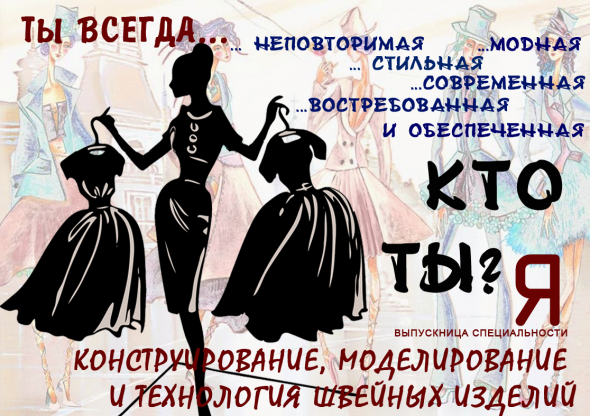 ТЫ ВСЕГДА...
... НЕПОВТОРИМАЯ ...МОДНАЯ
... СТИЛЬНАЯ
...СОВРЕМЕННАЯ
...ВОСТРЕБОВАННАЯ
И ОБЕСПЕЧЕННАЯ
КТО
ТЫ?
Я
ВЫПУСКНИЦА СПЕЦИАЛЬНОСТИ
КОНСТРУИРОВАНИЕ, МОДЕЛИРОВАНИЕ
И ТЕХНОЛОГИЯ ШВЕЙНЫХ ИЗДЕЛИЙ